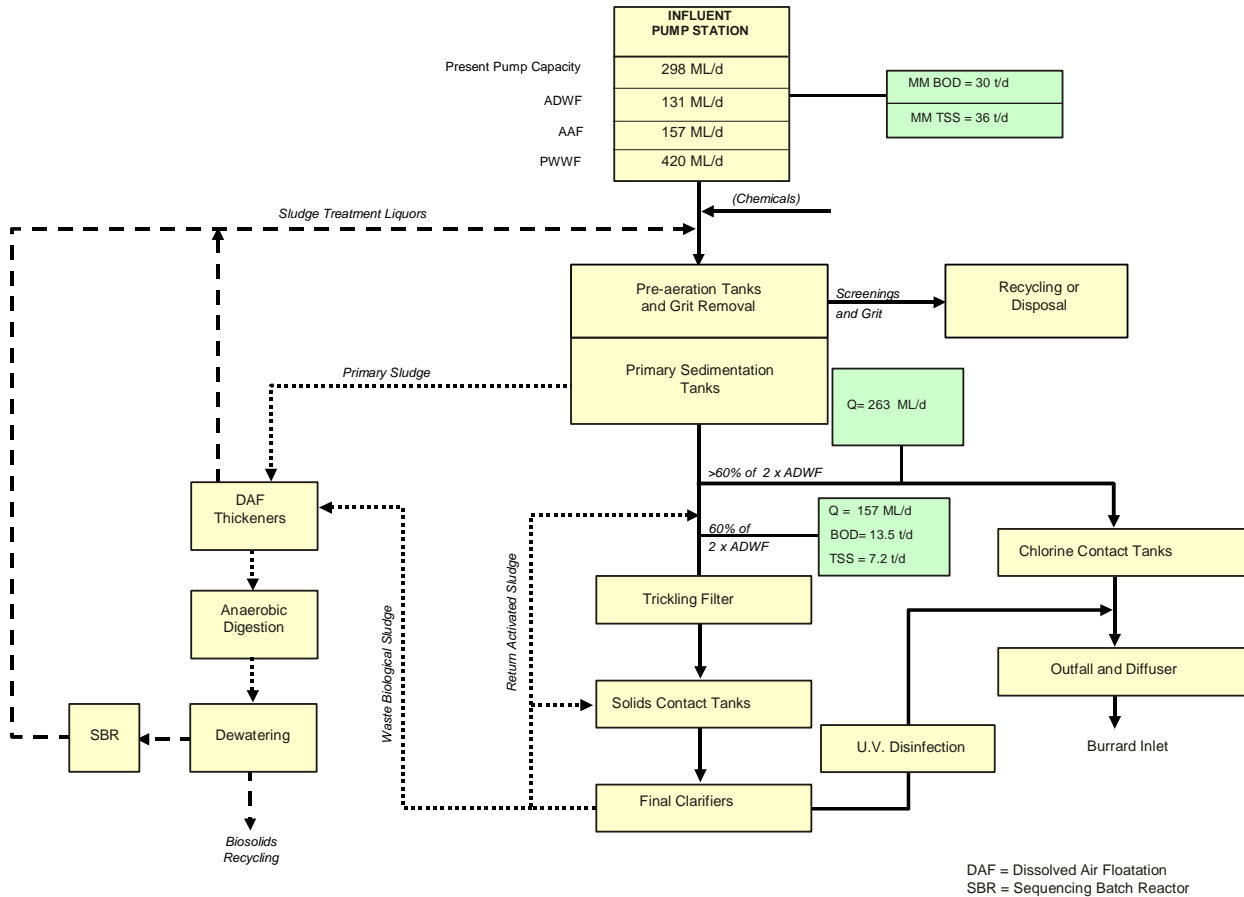 INFLUENT
PUMP STATION
Present Pump Capacity
298 ML/d
ADWF
131 ML/d
AAF
157 ML/d
PWWF
420 ML/d
MM BOD = 30 t/d
MM TSS = 36 t/d
(Chemicals)
Sludge Treatment Liquors
Pre-aeration Tanks
and Grit Removal
Screenings
and Grit
Recycling or
Disposal
Primary Sedimentation
Tanks
Primary Sludge
Q= 263 ML/d
>60% of 2 x ADWF
DAF
Thickeners
60% of
2 x ADWF
Q = 157 ML/d
BOD= 13.5 t/d
TSS = 7.2 t/d
Chlorine Contact Tanks
Trickling Filter
Anaerobic
Digestion
Waste Biological Sludge
Return Activated Sludge
Outfall and Diffuser
Solids Contact Tanks
SBR
Dewatering
U.V. Disinfection
Burrard Inlet
Final Clarifiers
Biosolids
Recycling
DAF = Dissolved Air Floatation
SBR = Sequencing Batch Reactor